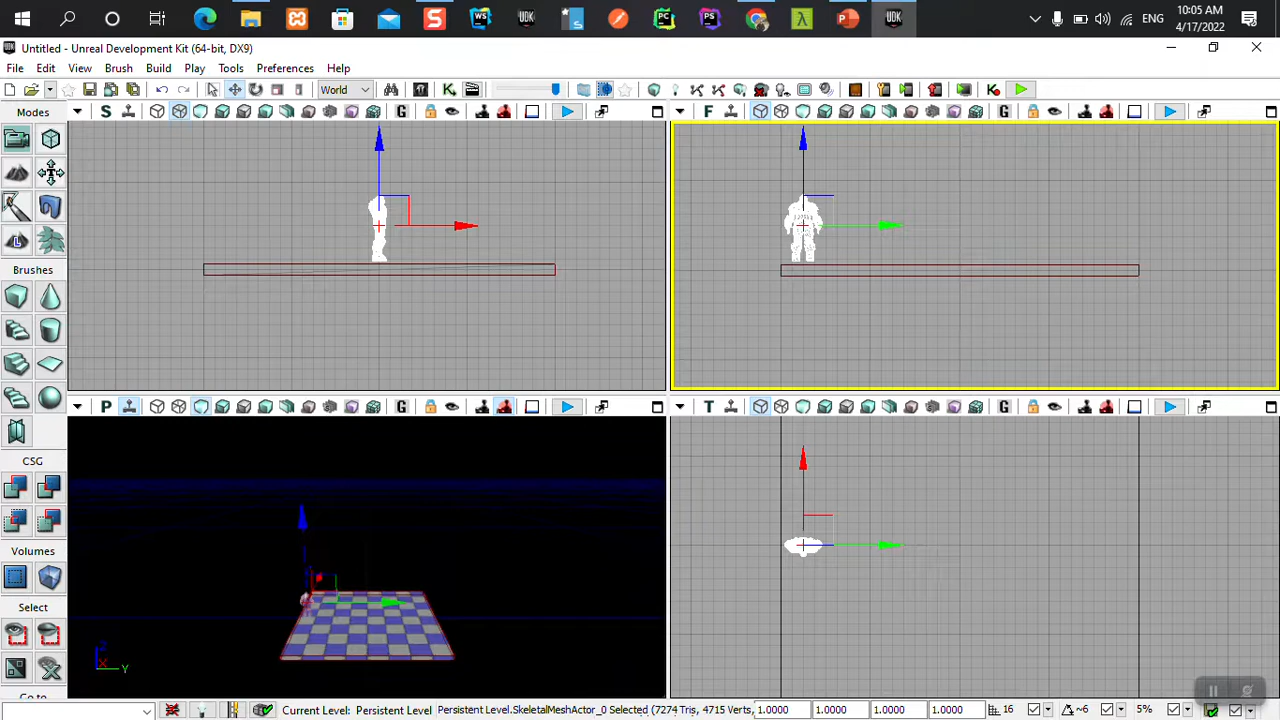 10:05 AM
ENG
4/17/2022
Untitled - Unreal Development Kit (64-bit, DX9)
File Edit View Brush Build Play Tools Preferences Help
World
Modes
S
G
F
G
Brushes
P
G
T
G
CSG
Volumes
Select
Z
X
Y
Current Level: Persistent Level Persistent Level.SkeletalMeshActor_0 Selected (7274 Tris, 4715 Verts, 1.0000 1.0000 1.0000 1.0000 16 ~6 5%